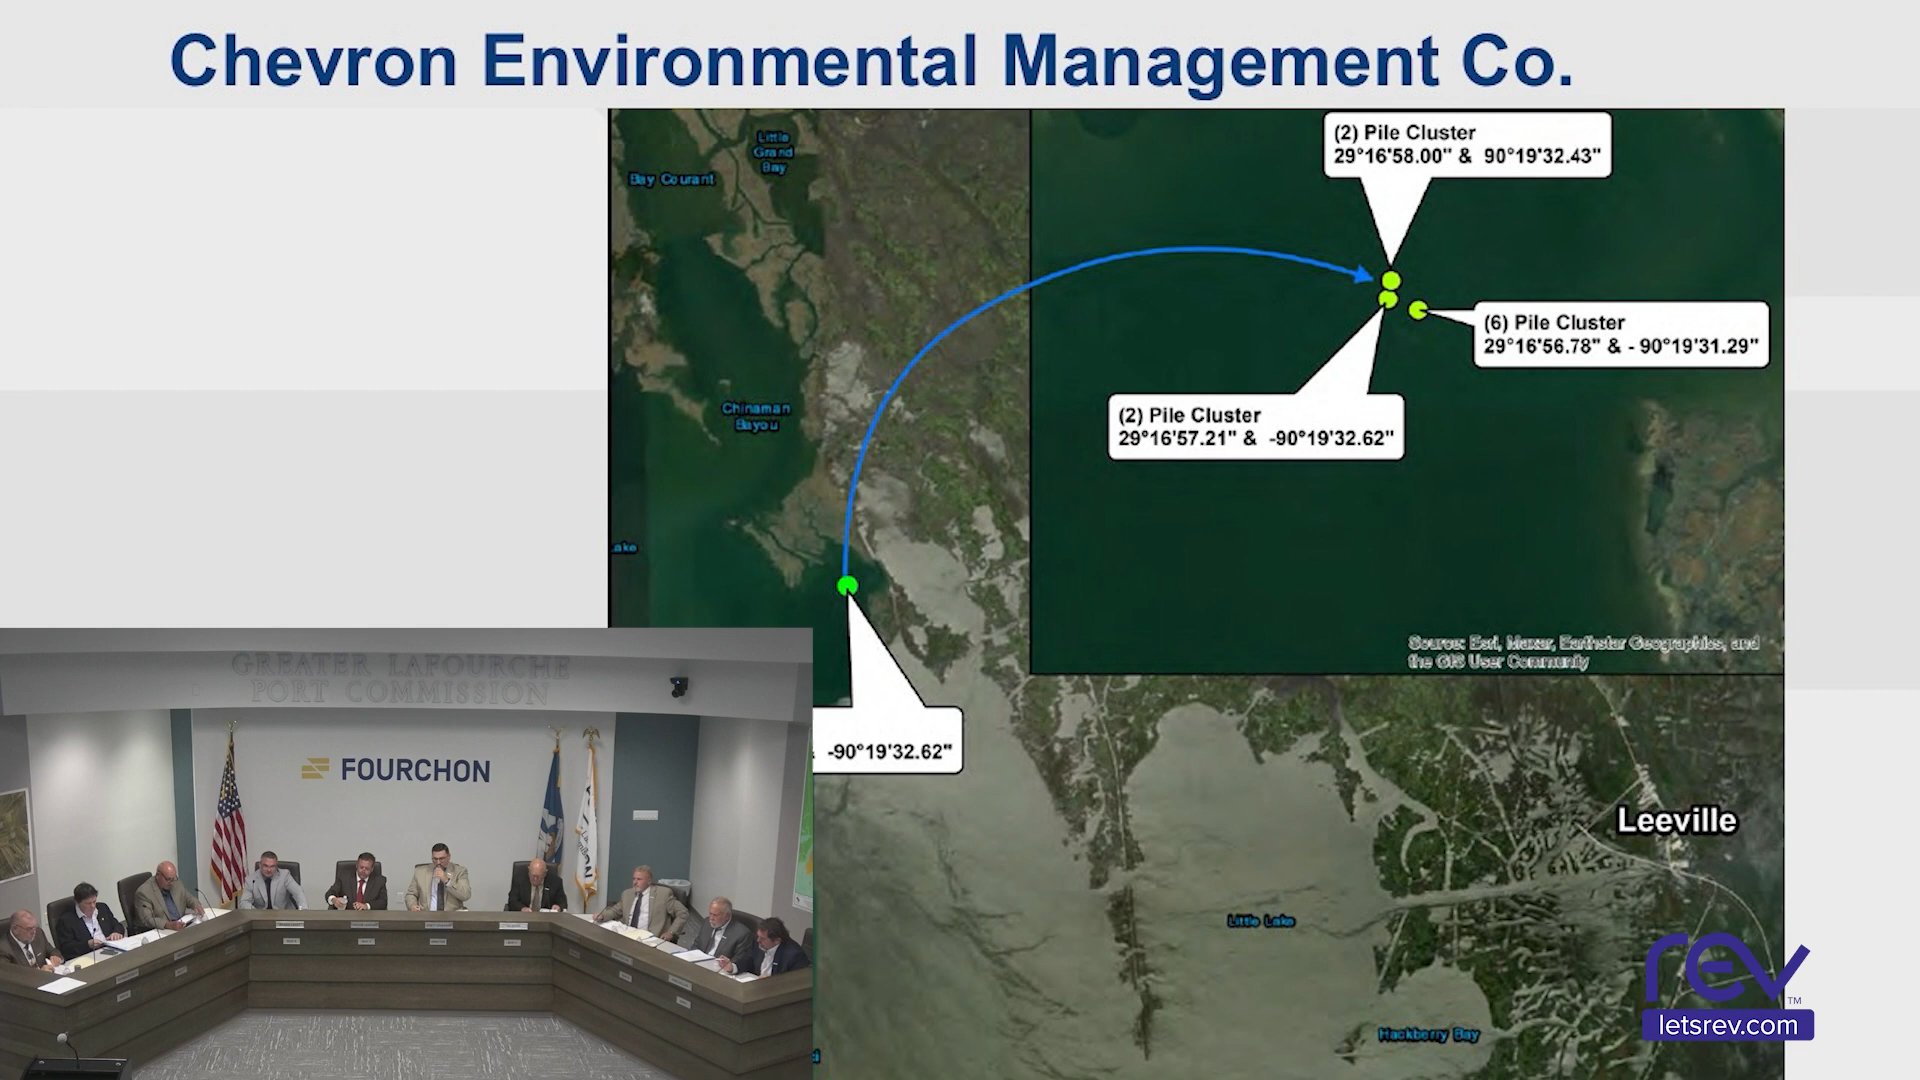 Chevron Environmental Management Co.
Little
Grand
Bay
Bay Courant
(2) Pile Cluster
29°16'58.00" &  90°19'32.43"
(6) Pile Cluster
29°16'56.78" & - 90°19'31.29"
(2) Pile Cluster
29°16'57.21" &  -90°19'32.62"
Chinaman
Bayou
Lake
Source: Esri, Maxar, Earthstar Geographics, and
the GIS User Community
-90°19'32.62"
GREATER LAFOURCHE
PORT COMMISSION
FOURCHON
Leeville
Little Lake
Hackberry Bay
rev™
letsrev.com